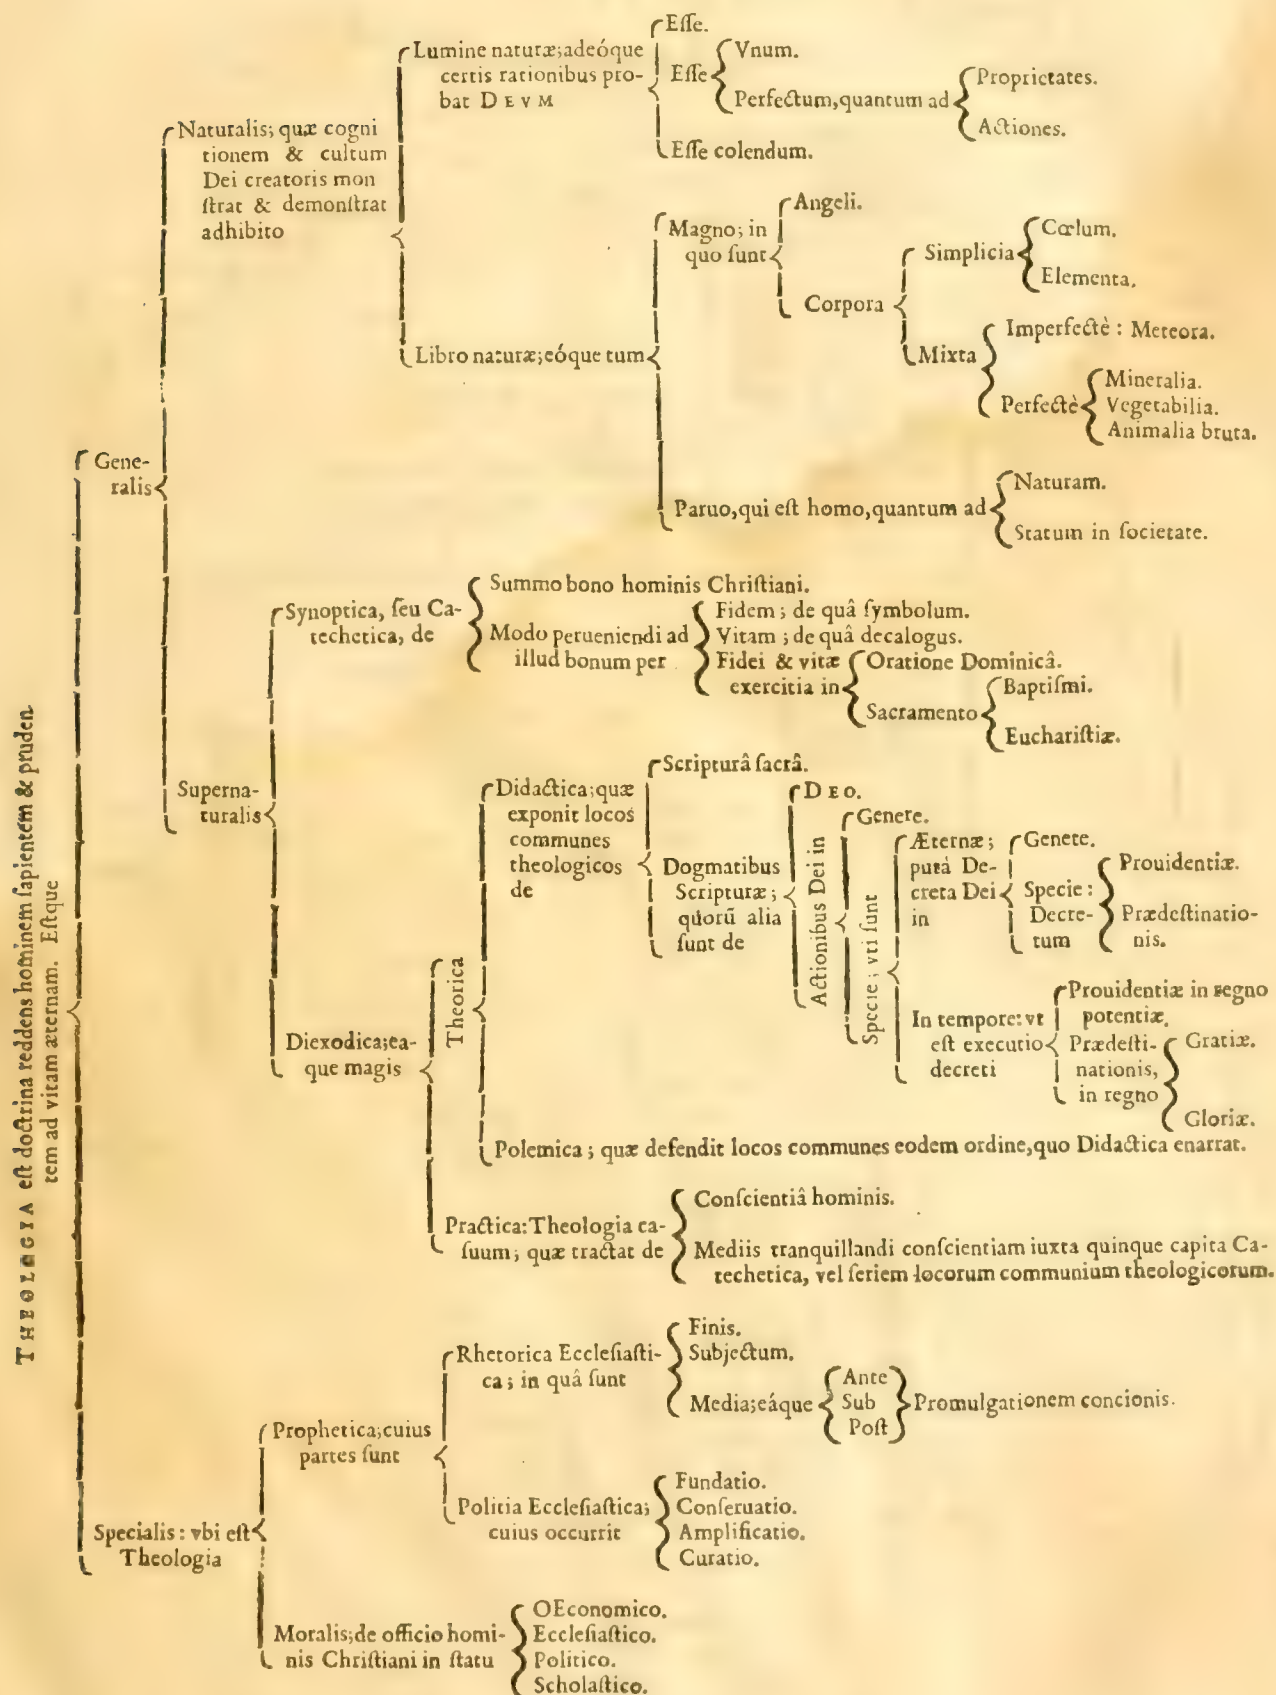 THEOLOGIA est doctrina reddens hominem sapientem & pruden
tem ad vitam æternam. Estque
Gene-
ralis
Naturalis; quæ cogni
tionem & cultum
Dei creatoris mon
ſtrat & demonſtrat
adhibito
Lumine naturæ; adeóque
certis rationibus pro-
bat DEVM
Eſſe.
Eſſe
Vnum.
Perfectum, quantum ad
Proprietates.
Actiones.
Eſſe colendum.
Libro naturæ; eóque tum
Magno; in
quo ſunt
Angeli.
Corpora
Simplicia
Cœlum.
Elementa.
Mixta
Imperfectè : Meteora.
Perfectè
Mineralia.
Vegetabilia.
Animalia bruta.
Paruo, qui eſt homo, quantum ad
Naturam.
Statum in ſocietate.
Superna-
turalis
Synoptica, ſeu Ca-
techetica, de
Summo bono hominis Chriſtiani.
Modo perueniendi ad
illud bonum per
Fidem ; de quâ ſymbolum.
Vitam ; de quâ decalogus.
Fidei & vitæ
exercitia in
Oratione Dominicâ.
Sacramento
Baptiſmi.
Euchariſtiæ.
Diexodica; ea-
que magis
Theorica
Didactica; quæ
exponit locos
communes
theologicos
de
Scripturâ ſacrâ.
Dogmatibus
Scripturæ ;
quorũ alia
ſunt de
DEO.
Actionibus Dei in
Genere.
Specie ; vti ſunt
Æternæ ;
putà De-
creta Dei
in
Genete.
Specie :
Decre-
tum
Prouidentiæ.
Prædeſtinatio-
nis.
In tempore: vt
eſt executio
decreti
Prouidentiæ in regno
potentiæ.
Prædeſti-
nationis,
in regno
Gratiæ.
Gloriæ.
Polemica ; quæ defendit locos communes eodem ordine, quo Didactica enarrat.
Practica: Theologia ca-
ſuum ; quæ tractat de
Conſcientiâ hominis.
Mediis tranquillandi conſcientiam iuxta quinque capita Ca-
techetica, vel ſeriem locorum communium theologicorum.
Specialis : vbi eſt
Theologia
Prophetica; cuius
partes ſunt
Rhetorica Eccleſiaſti-
ca ; in quâ ſunt
Finis.
Subjectum.
Media; eáque
Ante
Sub
Poſt
Promulgationem concionis.
Politia Eccleſiaſtica;
cuius occurrit
Fundatio.
Conſeruatio.
Amplificatio.
Curatio.
Moralis; de officio homi-
nis Chriſtiani in ſtatu
OEconomico.
Eccleſiaſtico.
Politico.
Scholaſtico.